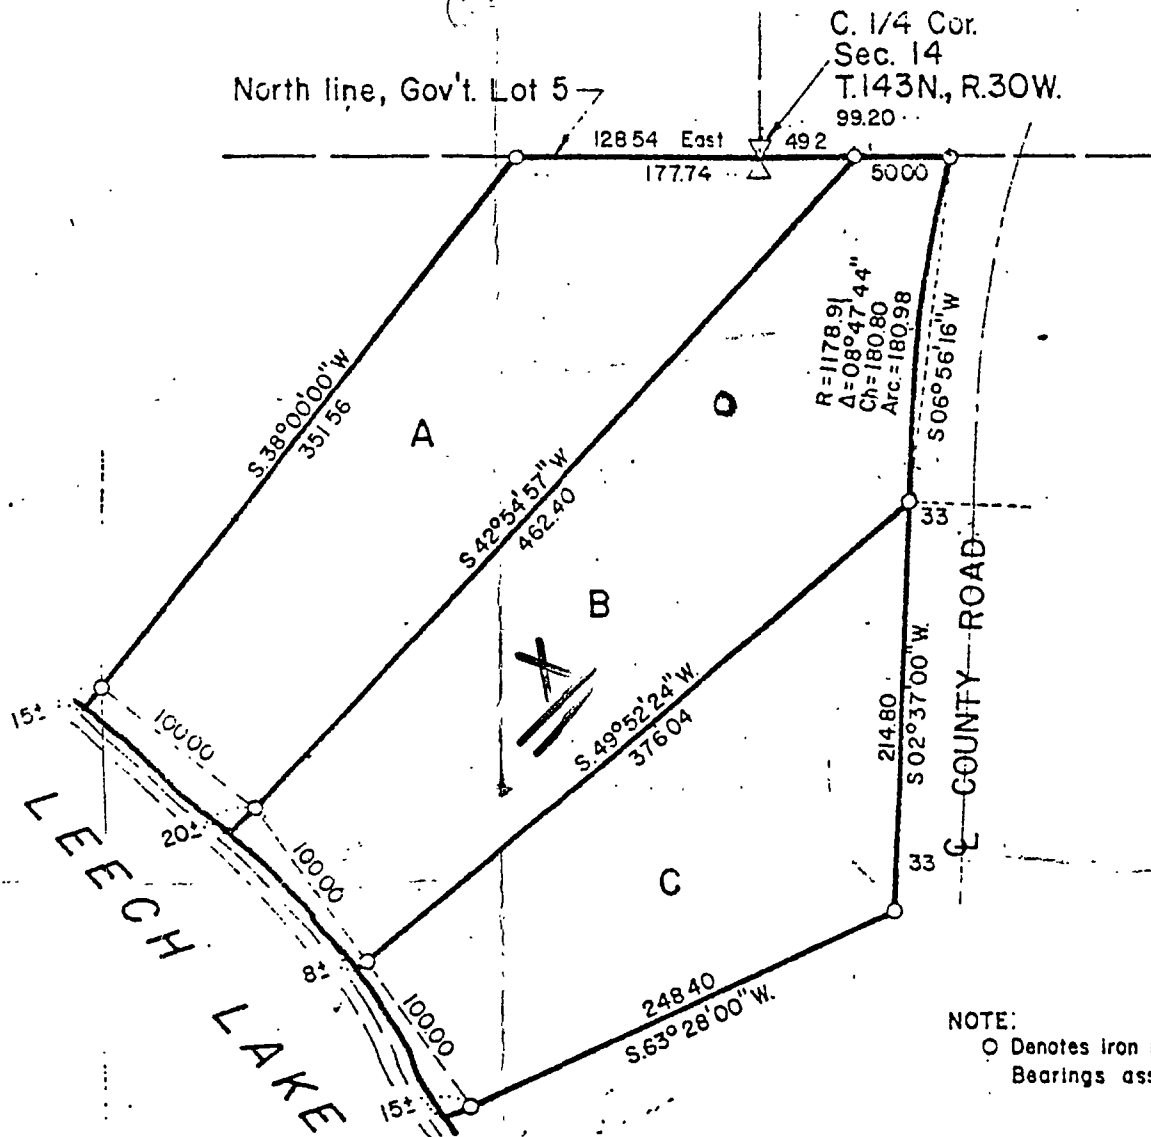 C. 1/4 Cor.
Sec. 14
T.143N., R.30W.
North line, Gov't. Lot 5
99.20
128.54 East
49.2
177.74
50.00
R=1178.91
Δ=08°47'44"
Ch=180.80
Arc.=180.98
S06°56'16"W
S.38°00'00"W
351.56
A
S.42°54'57"W
462.40
33
B
S.49°52'24"W.
376.04
214.80
S02°37'00"W.
COUNTY ROAD
℄
33
15±
100.00
20±
100.00
C
8±
100.00
248.40
S.63°28'00"W.
15±
LEECH LAKE
NOTE:
O Denotes iron
Bearings ass